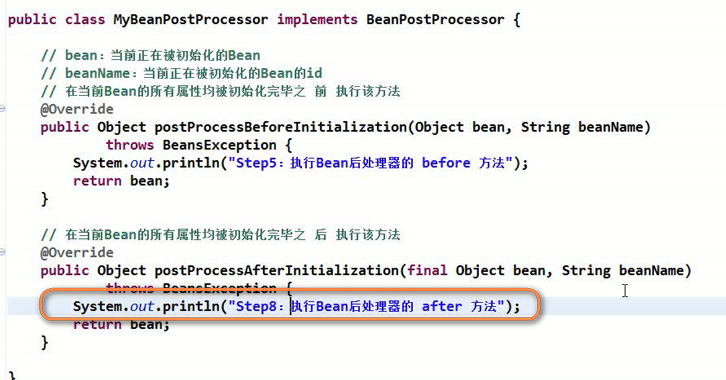 public class MyBeanPostProcessor implements BeanPostProcessor {
// bean：当前正在被初始化的Bean
// beanName：当前正在被初始化的Bean的id
// 在当前Bean的所有属性均被初始化完毕之 前 执行该方法
@Override
public Object postProcessBeforeInitialization(Object bean, String beanName)
throws BeansException {
System.out.println("Step5：执行Bean后处理器的 before 方法");
return bean;
}
// 在当前Bean的所有属性均被初始化完毕之 后 执行该方法
@Override
public Object postProcessAfterInitialization(final Object bean, String beanName)
throws BeansException {
System.out.println("Step8：执行Bean后处理器的 after 方法");
return bean;
}
}